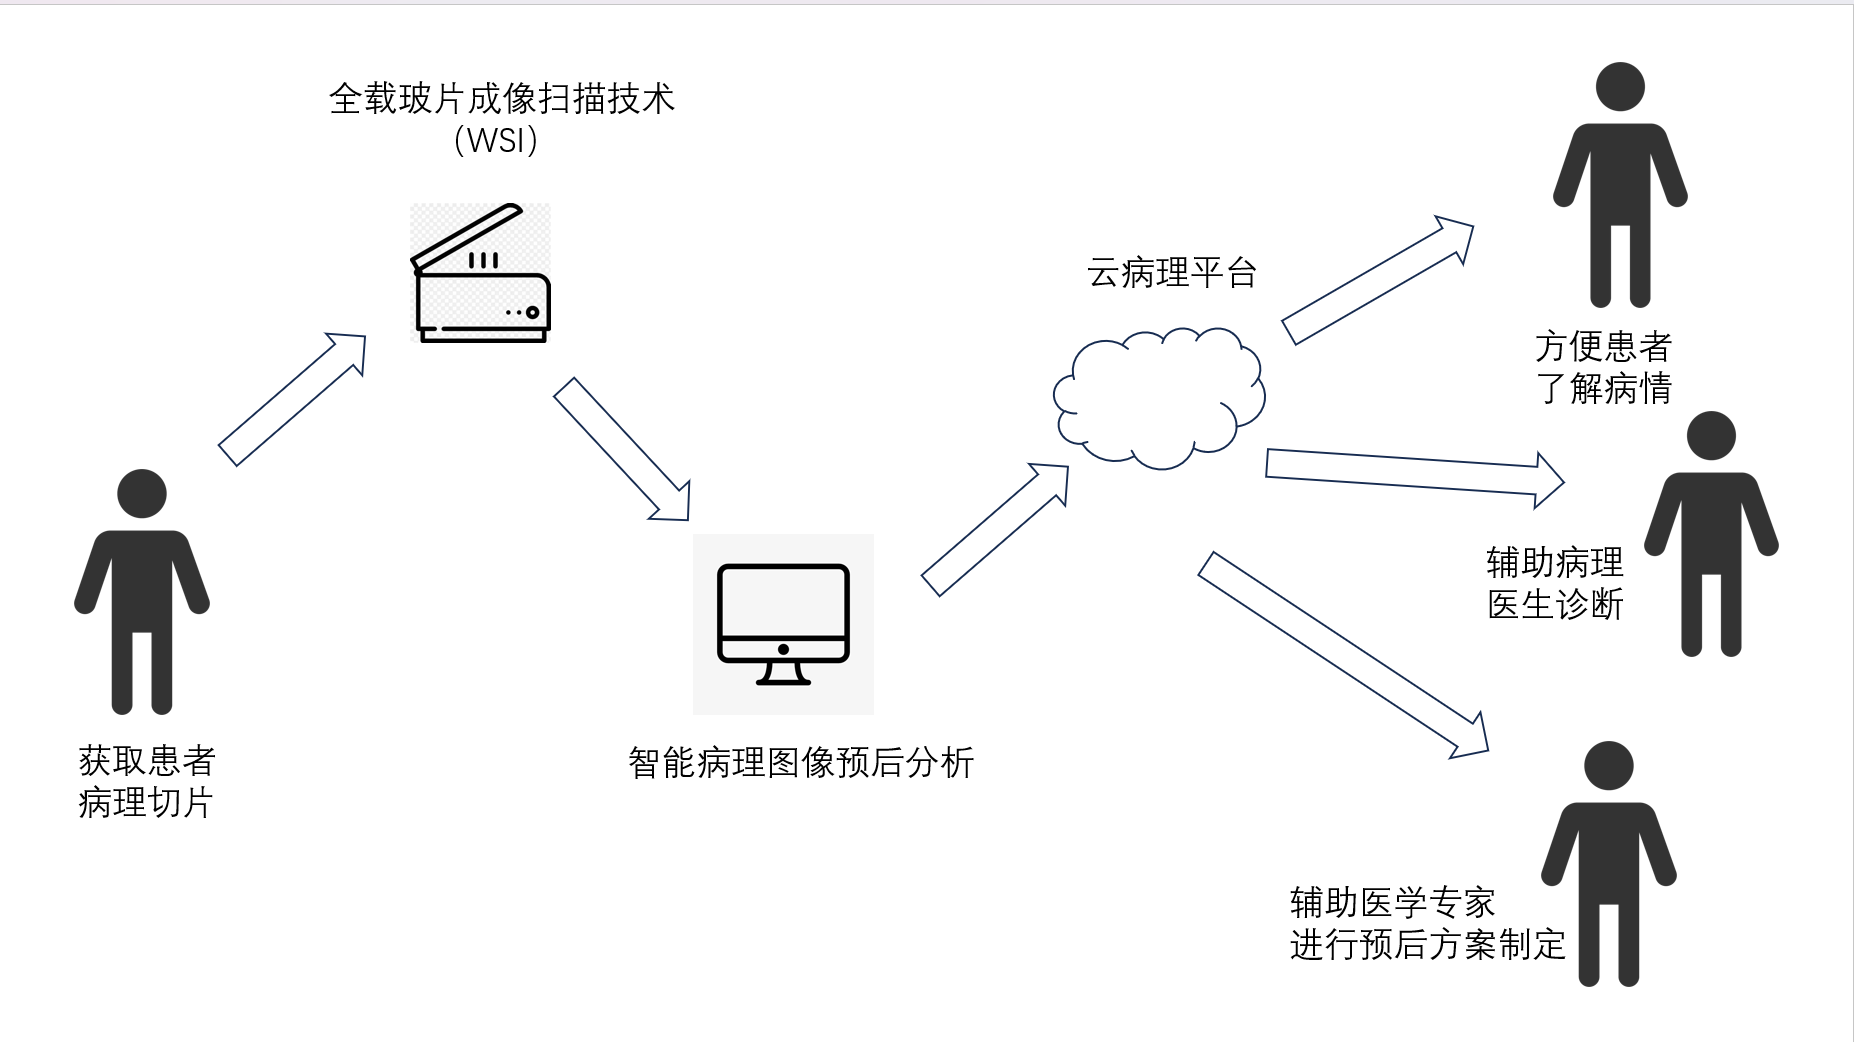 全载玻片成像扫描技术
（WSI）
云病理平台
方便患者
了解病情
辅助病理
医生诊断
获取患者
病理切片
智能病理图像预后分析
辅助医学专家
进行预后方案制定